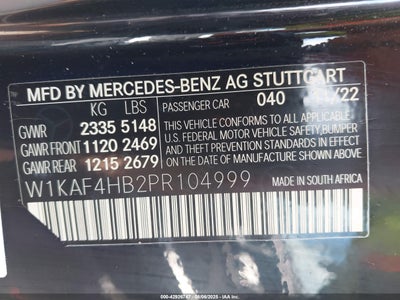 MFD BY MERCEDES-BENZ AG STUTTGART
KG LBS PASSENGER CAR 040 /22
GVWR 2335 5148
GAWR FRONT 1120 2469
GAWR REAR 1215 2679
THIS VEHICLE CONFORMS TO ALL APPLICABLE
U.S. FEDERAL MOTOR VEHICLE SAFETY, BUMPER
AND THEFT PREVENTION STANDARDS IN EFFECT
ON THE DATE OF MANUFACTURE SHOWN ABOVE.
W1KAF4HB2PR104999
MADE IN SOUTH AFRICA